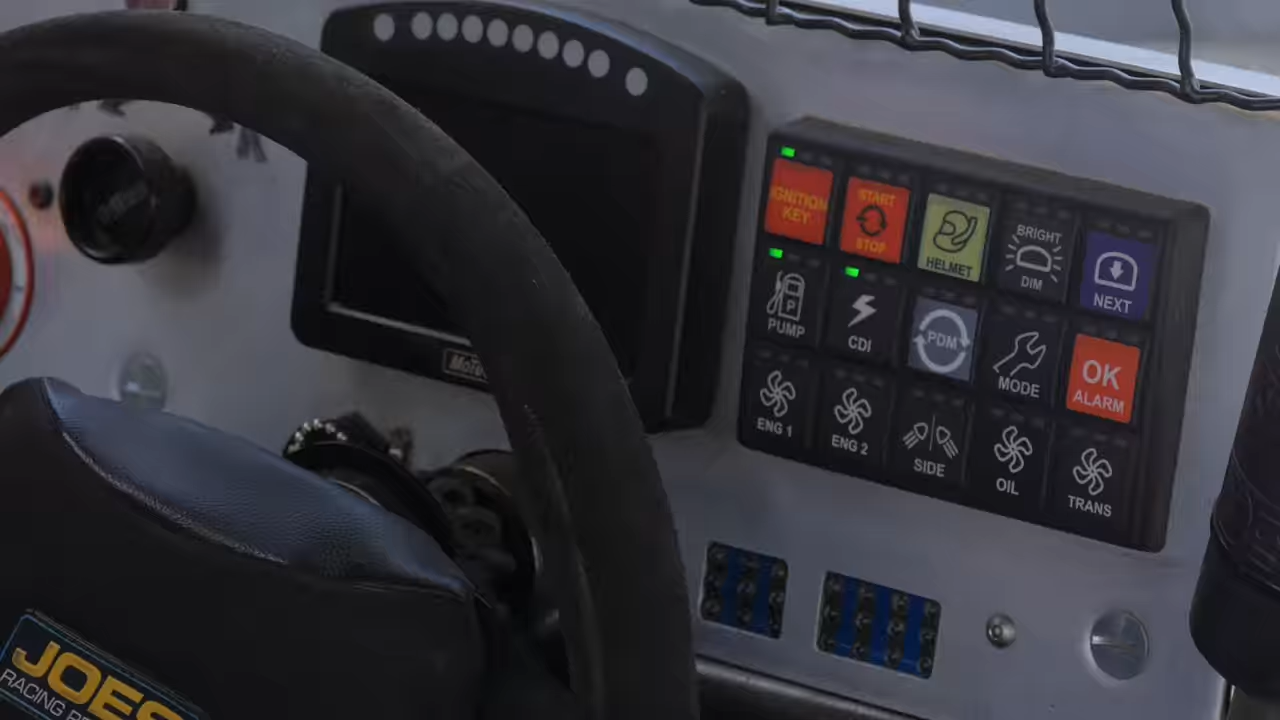 IGNITION
KEY
START
STOP
HELMET
BRIGHT
DIM
NEXT
P
PUMP
CDI
PDM
MODE
OK
ALARM
ENG 1
ENG 2
SIDE
OIL
TRANS
JOES
RACING